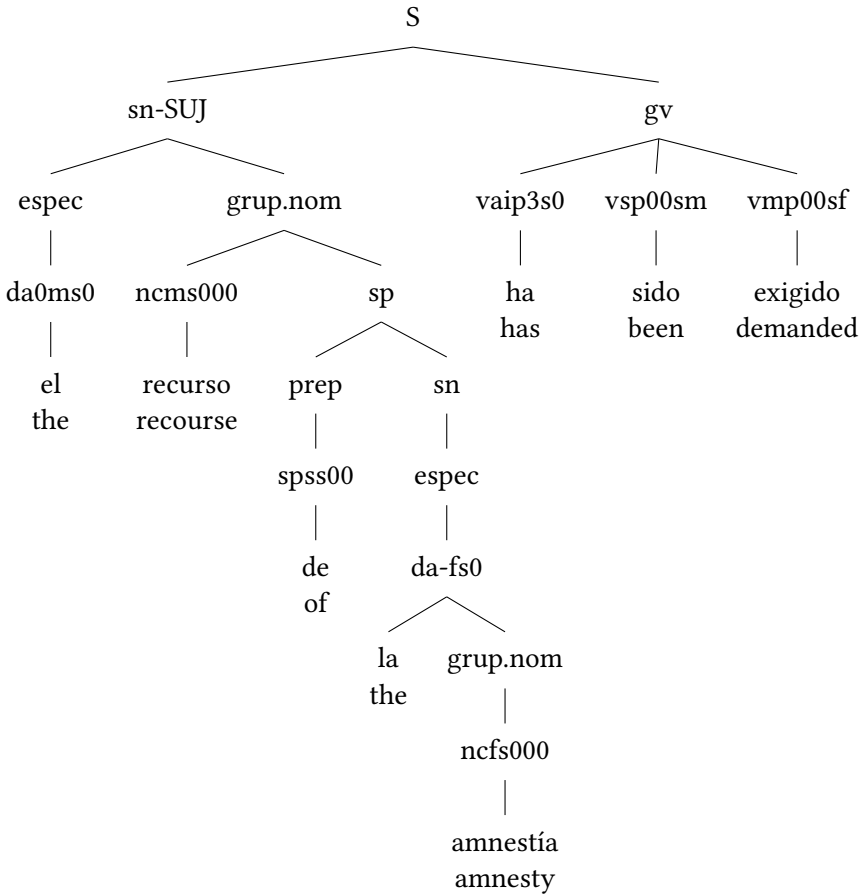 S
sn-SUJ gv
espec grup.nom vaip3s0 vsp00sm vmp00sf
da0ms0 ncms000 sp ha sido exigido
has been demanded
el recurso prep sn
the recourse
spss00 espec
de da-fs0
of
la grup.nom
the
ncfs000
amnestía
amnesty